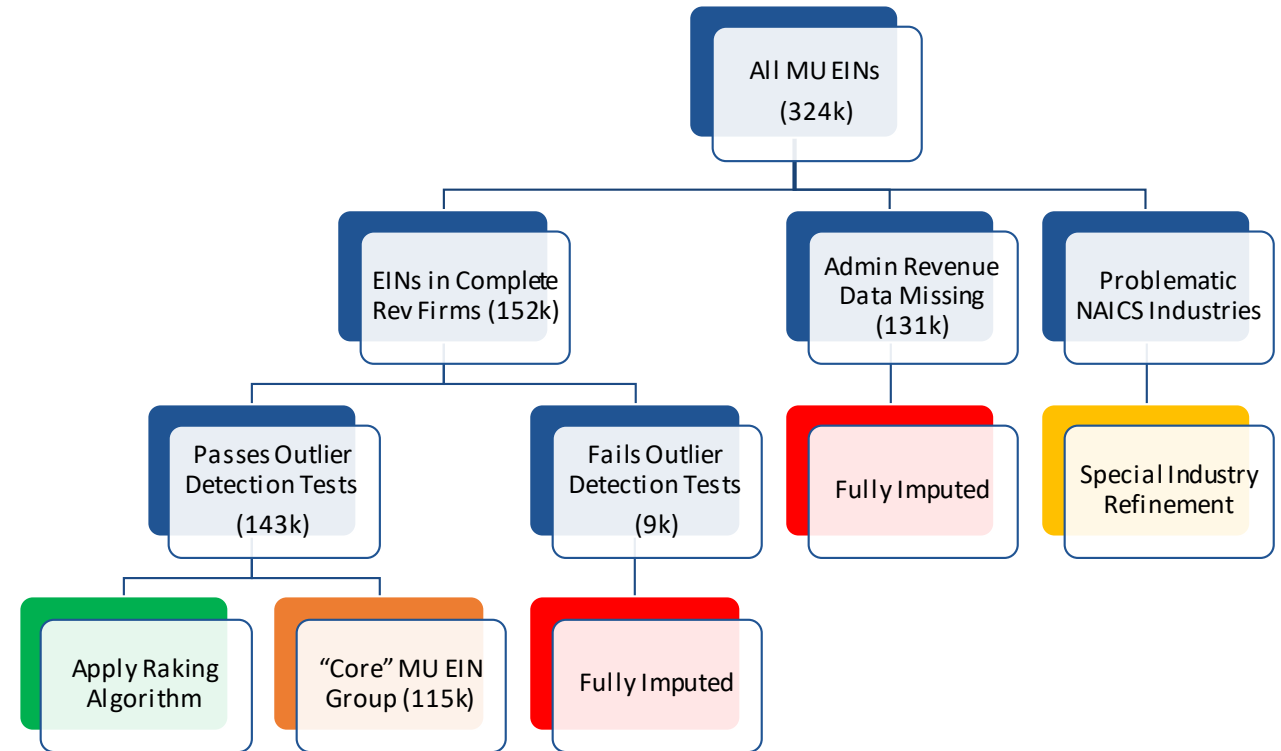 All MU EINs
(324k)
EINs in Complete
Rev Firms (152k)
Admin Revenue
Data Missing
(131k)
Problematic
NAICS Industries
Passes Outlier
Detection Tests
(143k)
Fails Outlier
Detection Tests
(9k)
Fully Imputed
Special Industry
Refinement
Apply Raking
Algorithm
“Core” MU EIN
Group (115k)
Fully Imputed